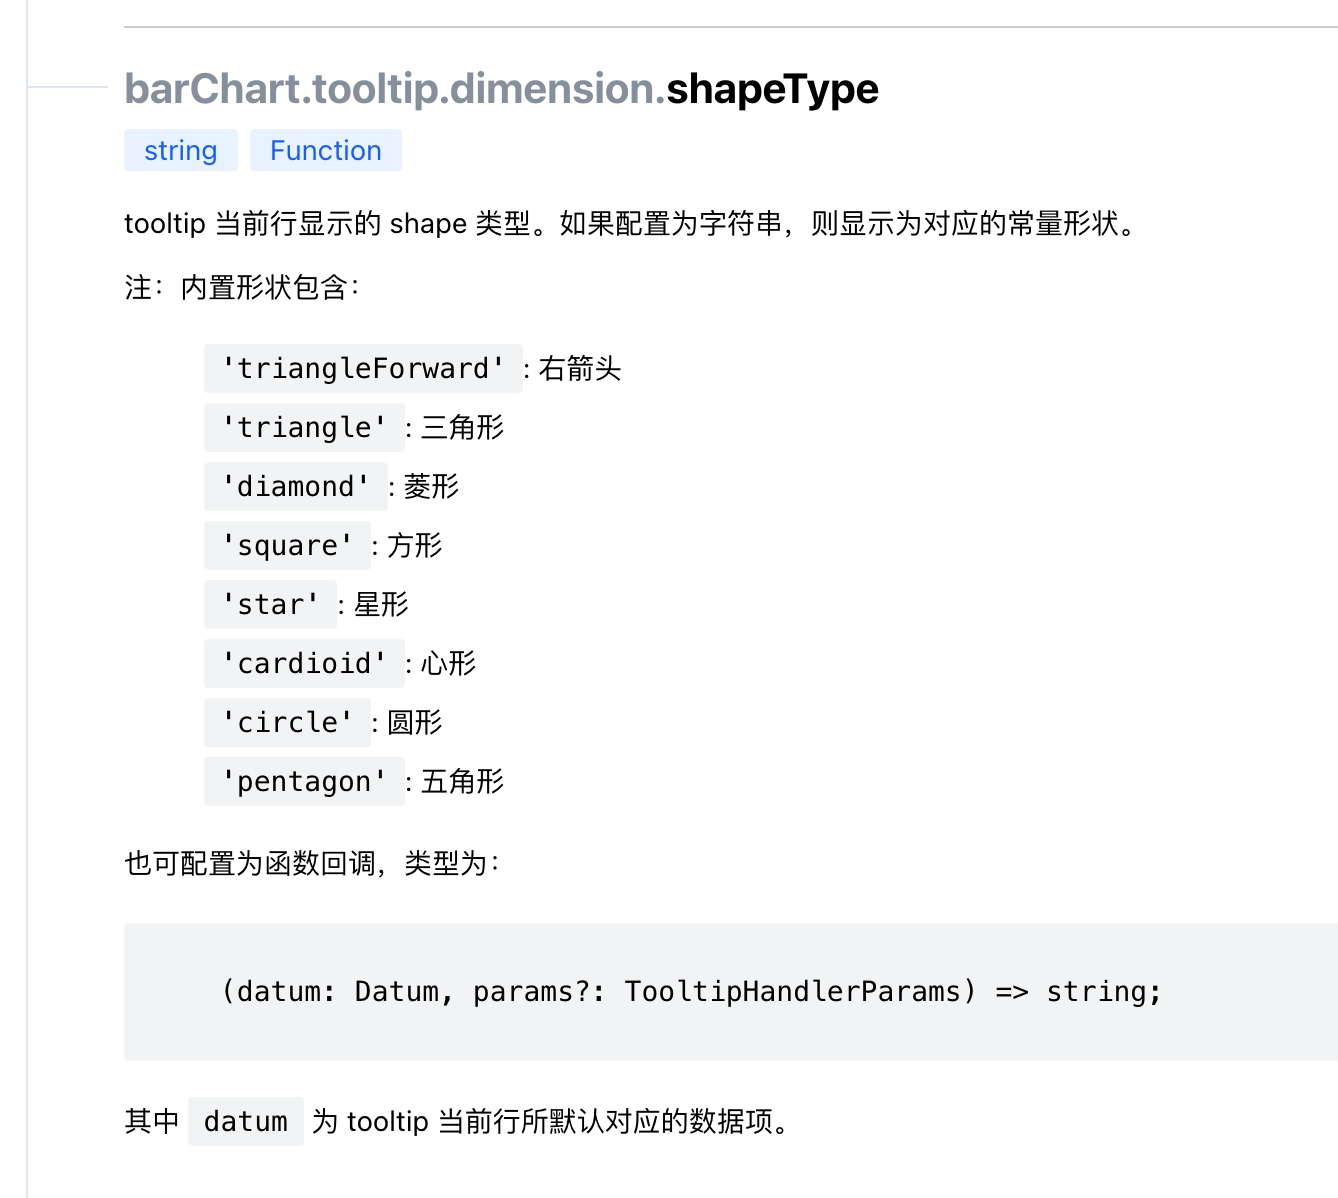 barChart.tooltip.dimension.shapeType
string Function
tooltip 当前行显示的 shape 类型。如果配置为字符串，则显示为对应的常量形状。
注：内置形状包含：
'triangleForward' : 右箭头
'triangle' : 三角形
'diamond' : 菱形
'square' : 方形
'star' : 星形
'cardioid' : 心形
'circle' : 圆形
'pentagon' : 五角形
也可配置为函数回调，类型为：
(datum: Datum, params?: TooltipHandlerParams) => string;
其中 datum 为 tooltip 当前行所默认对应的数据项。